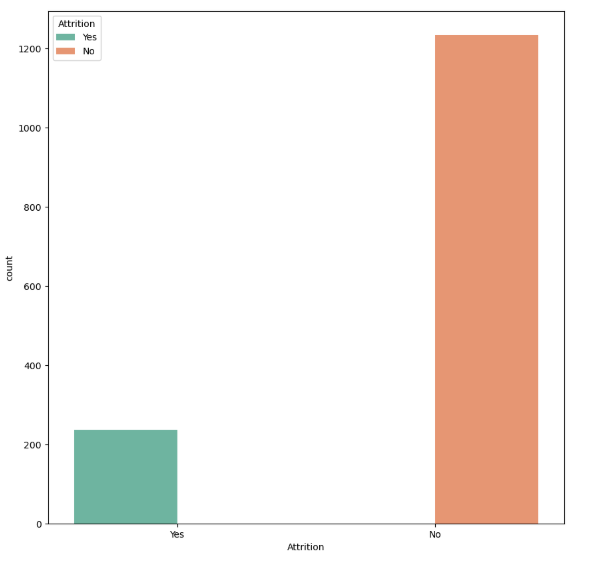 Attrition
Yes
No
1200
1000
800
600
400
200
0
count
Yes
No
Attrition